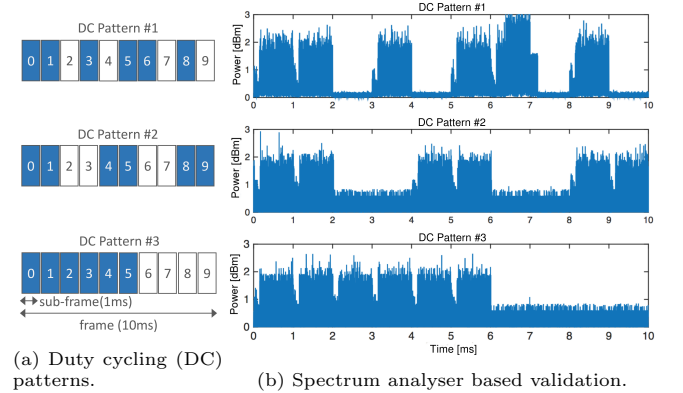 DC Pattern #1
0 1 2 3 4 5 6 7 8 9
DC Pattern #2
0 1 2 3 4 5 6 7 8 9
DC Pattern #3
0 1 2 3 4 5 6 7 8 9
sub-frame(1ms)
frame (10ms)
(a) Duty cycling (DC)
patterns.
DC Pattern #1
Power [dBm]
3
2
1
0
0 1 2 3 4 5 6 7 8 9 10
DC Pattern #2
Power [dBm]
3
2
1
0
0 1 2 3 4 5 6 7 8 9 10
DC Pattern #3
Power [dBm]
3
2
1
0
0 1 2 3 4 5 6 7 8 9 10
Time [ms]
(b) Spectrum analyser based validation.